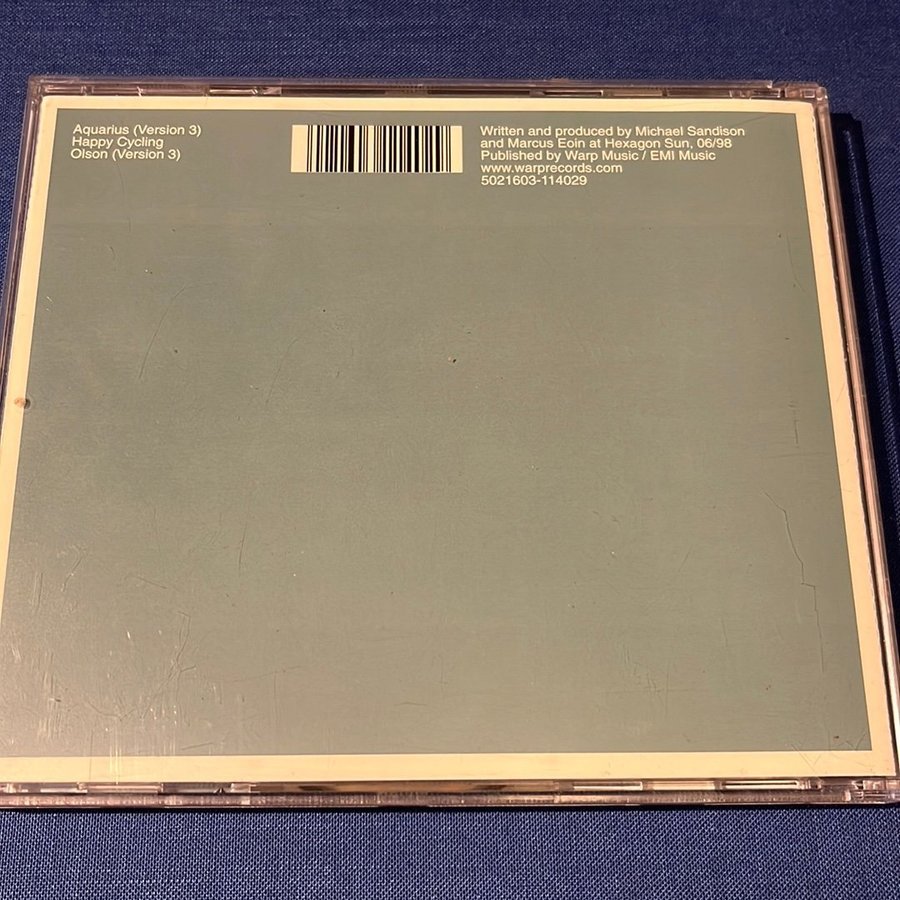 Aquarius (Version 3)
Happy Cycling
Olson (Version 3)
Written and produced by Michael Sandison
and Marcus Eoin at Hexagon Sun, 06/98
Published by Warp Music / EMI Music
www.warprecords.com
5021603-114029